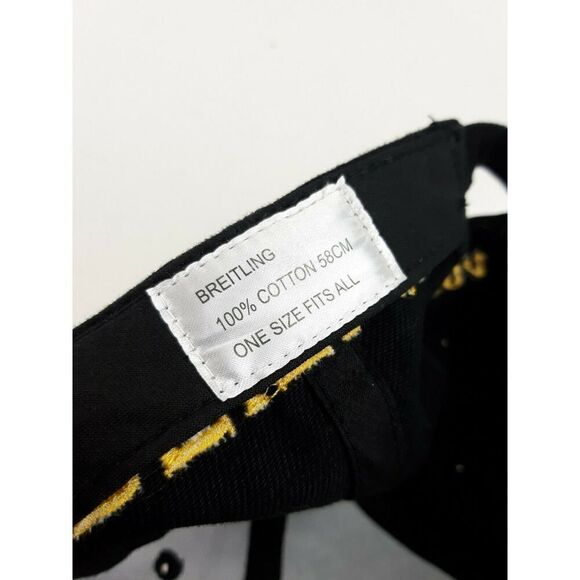 BREITLING
100% COTTON 58CM
ONE SIZE FITS ALL